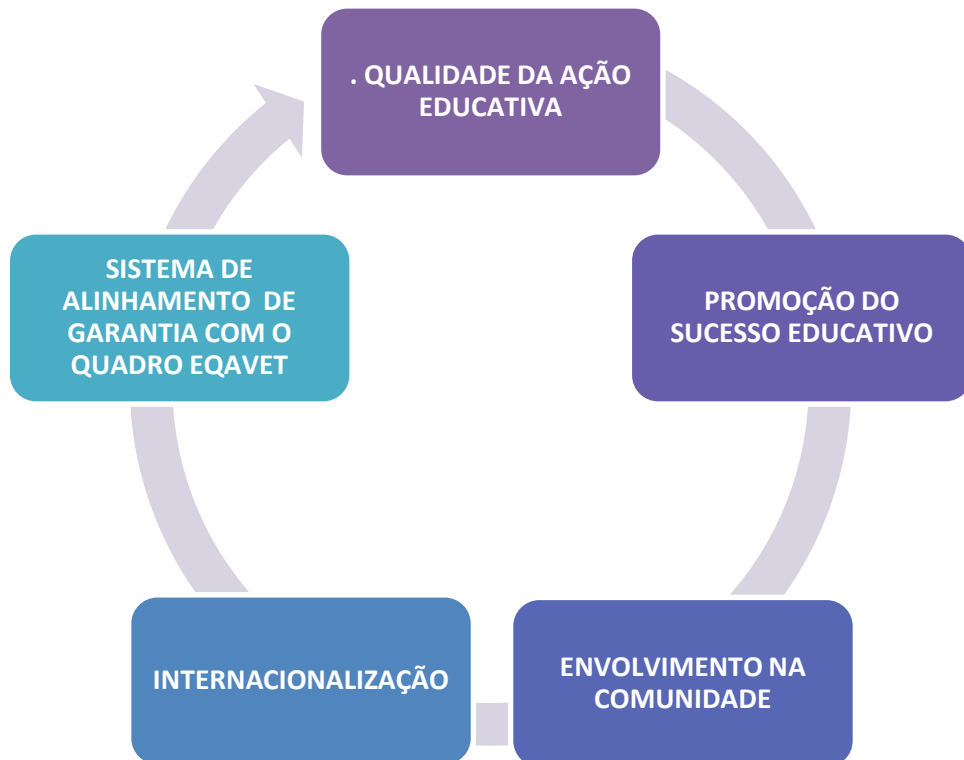 . QUALIDADE DA AÇÃO
EDUCATIVA
PROMOÇÃO DO
SUCESSO EDUCATIVO
ENVOLVIMENTO NA
COMUNIDADE
INTERNACIONALIZAÇÃO
SISTEMA DE
ALINHAMENTO DE
GARANTIA COM O
QUADRO EQAVET